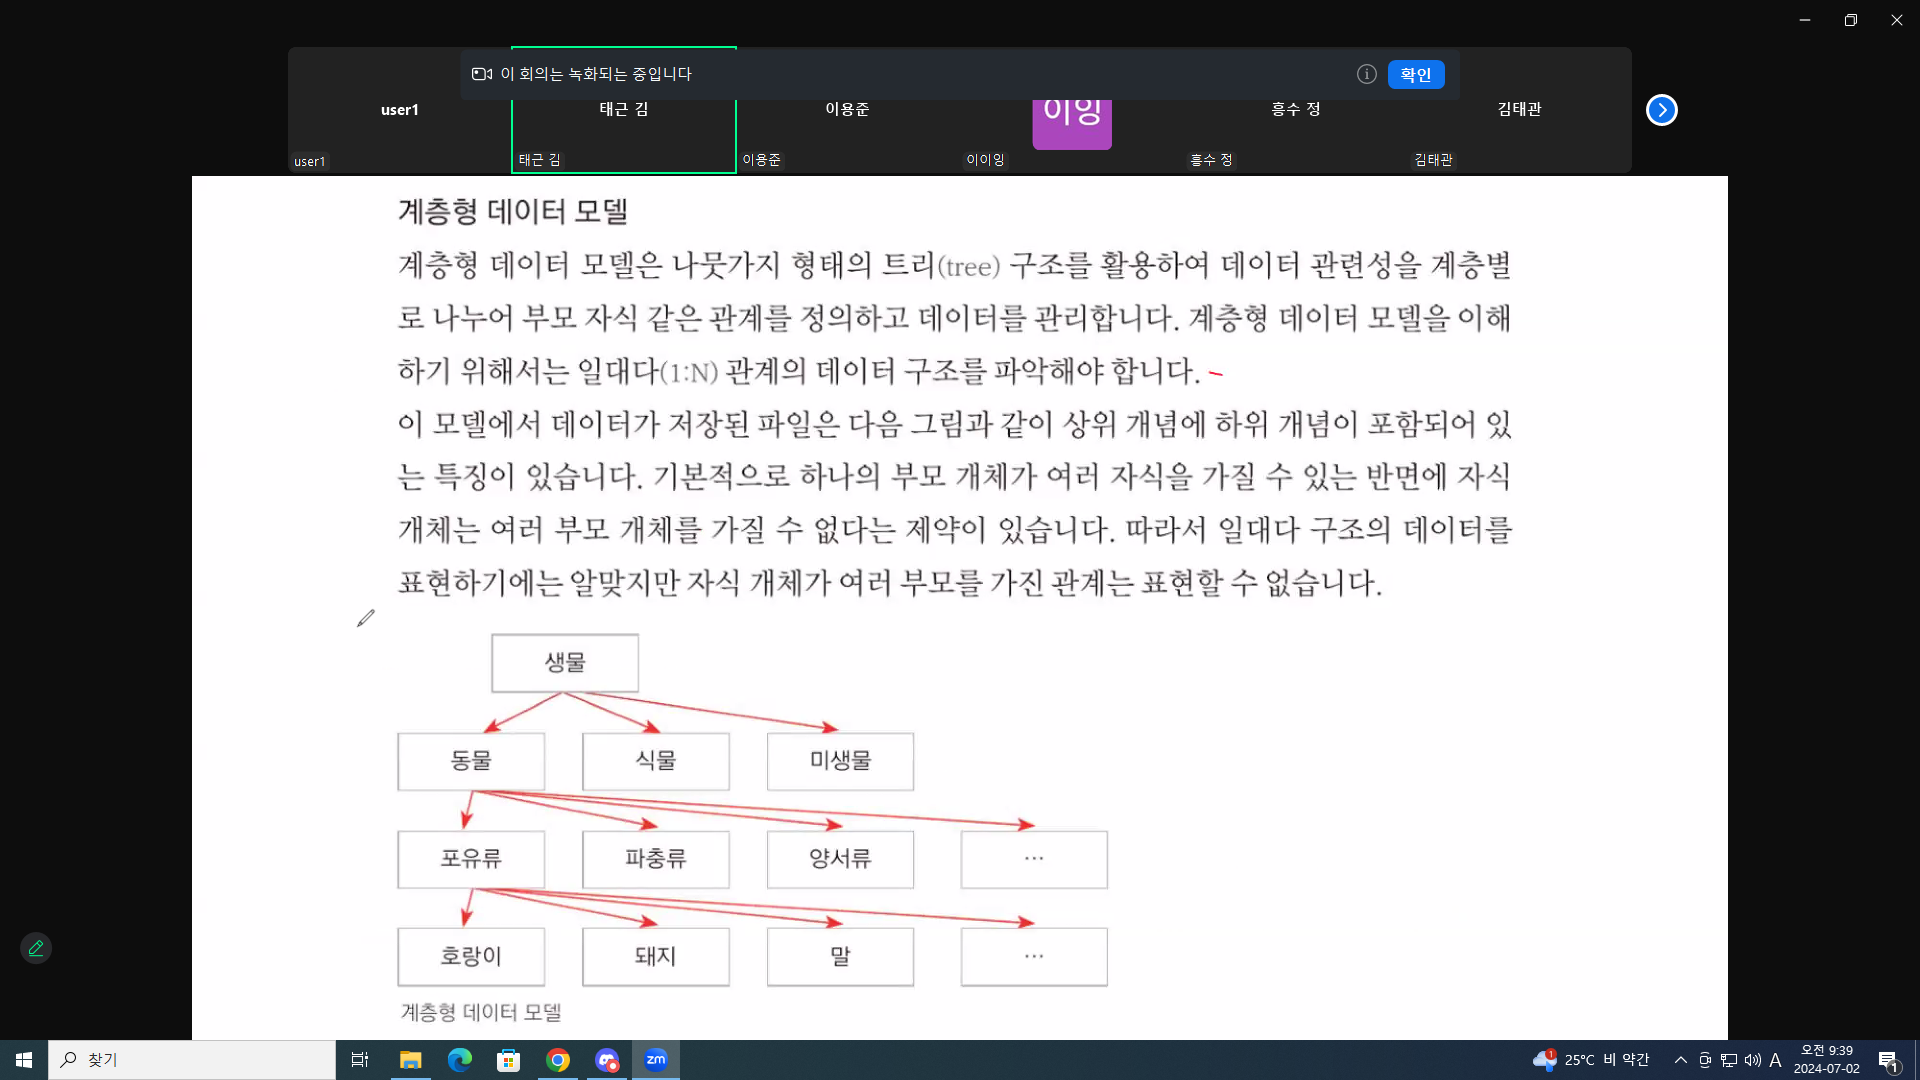 이 회의는 녹화되는 중입니다
확인
user1
태근 김
이용준
이잉
흥수 정
김태관
user1
태근 김
이용준
이이잉
흥수 정
김태관
계층형 데이터 모델
계층형 데이터 모델은 나뭇가지 형태의 트리(tree) 구조를 활용하여 데이터 관련성을 계층별
로 나누어 부모 자식 같은 관계를 정의하고 데이터를 관리합니다. 계층형 데이터 모델을 이해
하기 위해서는 일대다(1:N) 관계의 데이터 구조를 파악해야 합니다.
이 모델에서 데이터가 저장된 파일은 다음 그림과 같이 상위 개념에 하위 개념이 포함되어 있
는 특징이 있습니다. 기본적으로 하나의 부모 개체가 여러 자식을 가질 수 있는 반면에 자식
개체는 여러 부모 개체를 가질 수 없다는 제약이 있습니다. 따라서 일대다 구조의 데이터를
표현하기에는 알맞지만 자식 개체가 여러 부모를 가진 관계는 표현할 수 없습니다.
생물
동물 식물 미생물
포유류 파충류 양서류 …
호랑이 돼지 말 …
계층형 데이터 모델
찾기
zm
1
25°C 비 약간
A
오전 9:39
2024-07-02
1